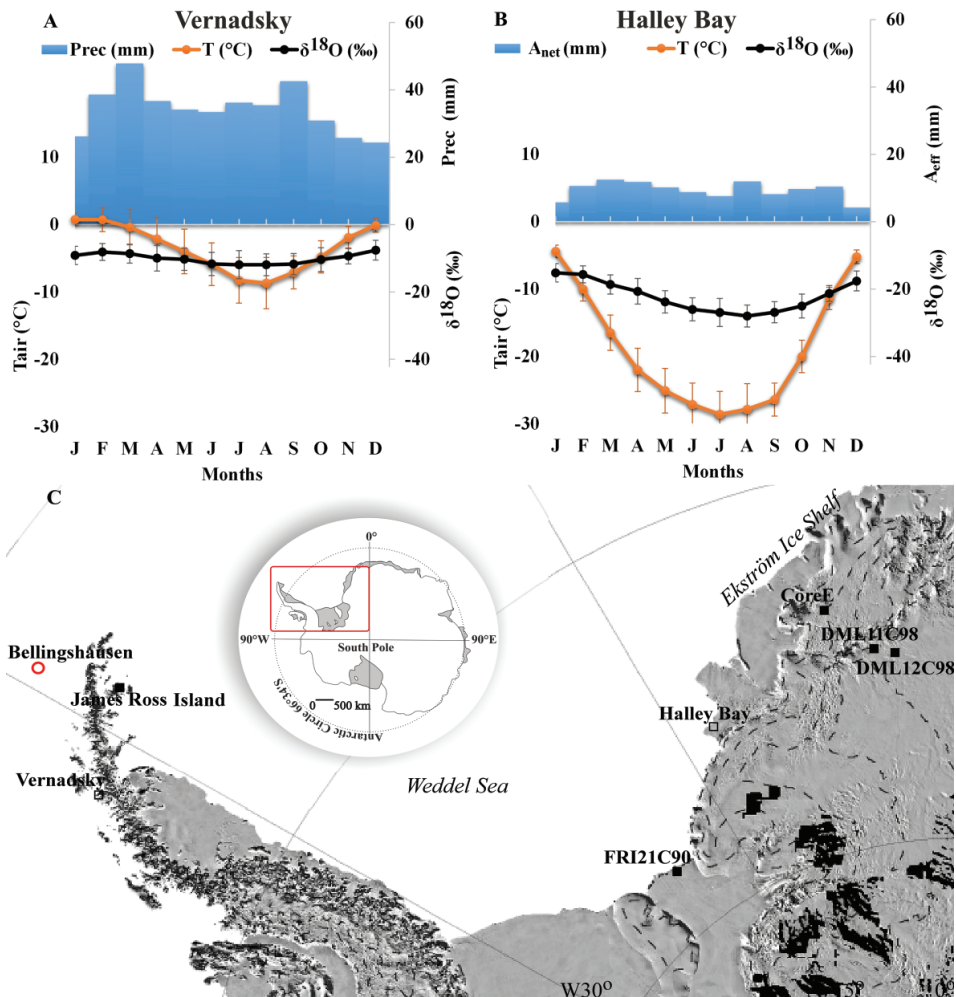 A
Vernadsky
Prec (mm)
T (°C)
δ18O (‰)
60
40
20
0
-20
-40
Prec (mm)
δ18O (‰)
10
0
-10
-20
-30
Tair (°C)
J F M A M J J A S O N D
Months
B
Halley Bay
Anet (mm)
T (°C)
δ18O (‰)
60
40
20
0
-20
-40
Aeff (mm)
δ18O (‰)
10
0
-10
-20
-30
Tair (°C)
J F M A M J J A S O N D
Months
C
0°
90°W
90°E
South Pole
0 500 km
Antarctic Circle 66°34'S
Ekström Ice Shelf
CoreE
DML11C98
DML12C98
Bellingshausen
James Ross Island
Halley Bay
Vernadsky
Weddel Sea
FRI21C90
W30°